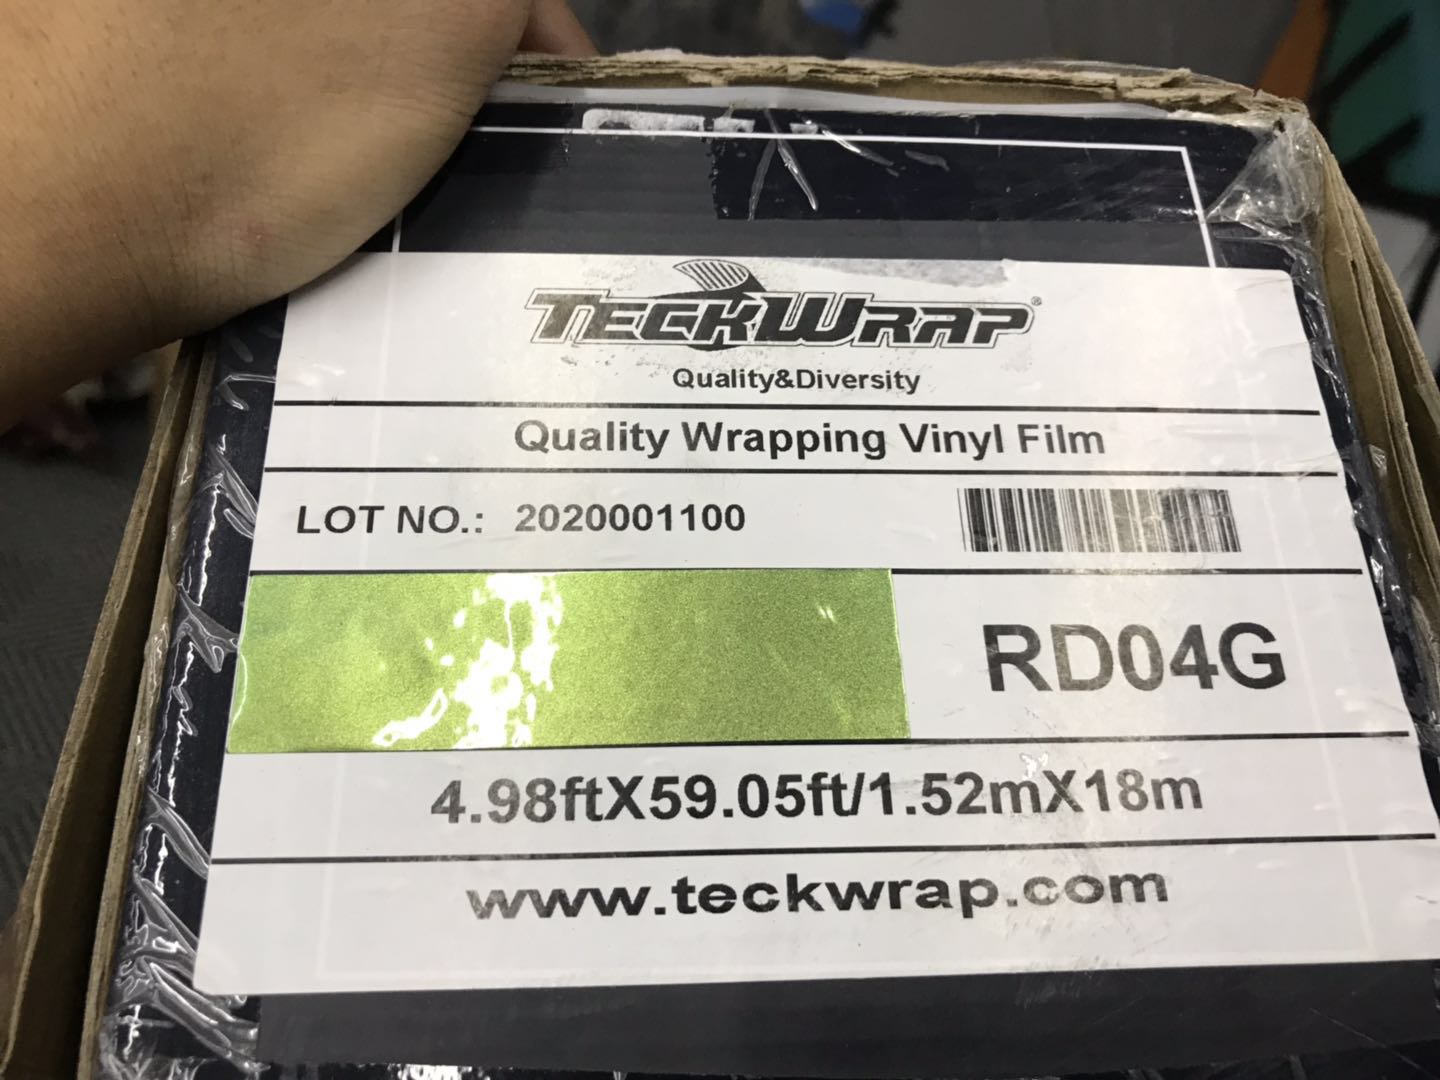 TECKWRAP®
Quality&Diversity
Quality Wrapping Vinyl Film
LOT NO.: 2020001100
RD04G
4.98ftX59.05ft/1.52mX18m
www.teckwrap.com